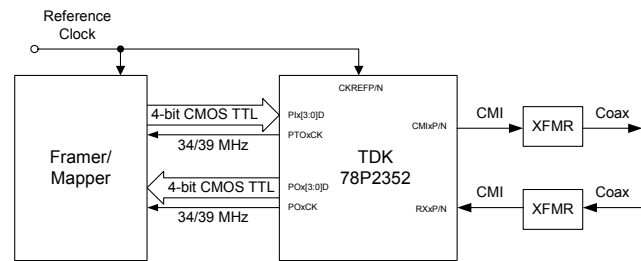 Reference
Clock
Framer/
Mapper
4-bit CMOS TTL
34/39 MHz
4-bit CMOS TTL
34/39 MHz
CKREFP/N
PIx[3:0]D
PTOxCK
POx[3:0]D
POxCK
TDK
78P2352
CMIxP/N
RXxP/N
CMI
XFMR
Coax
CMI
XFMR
Coax